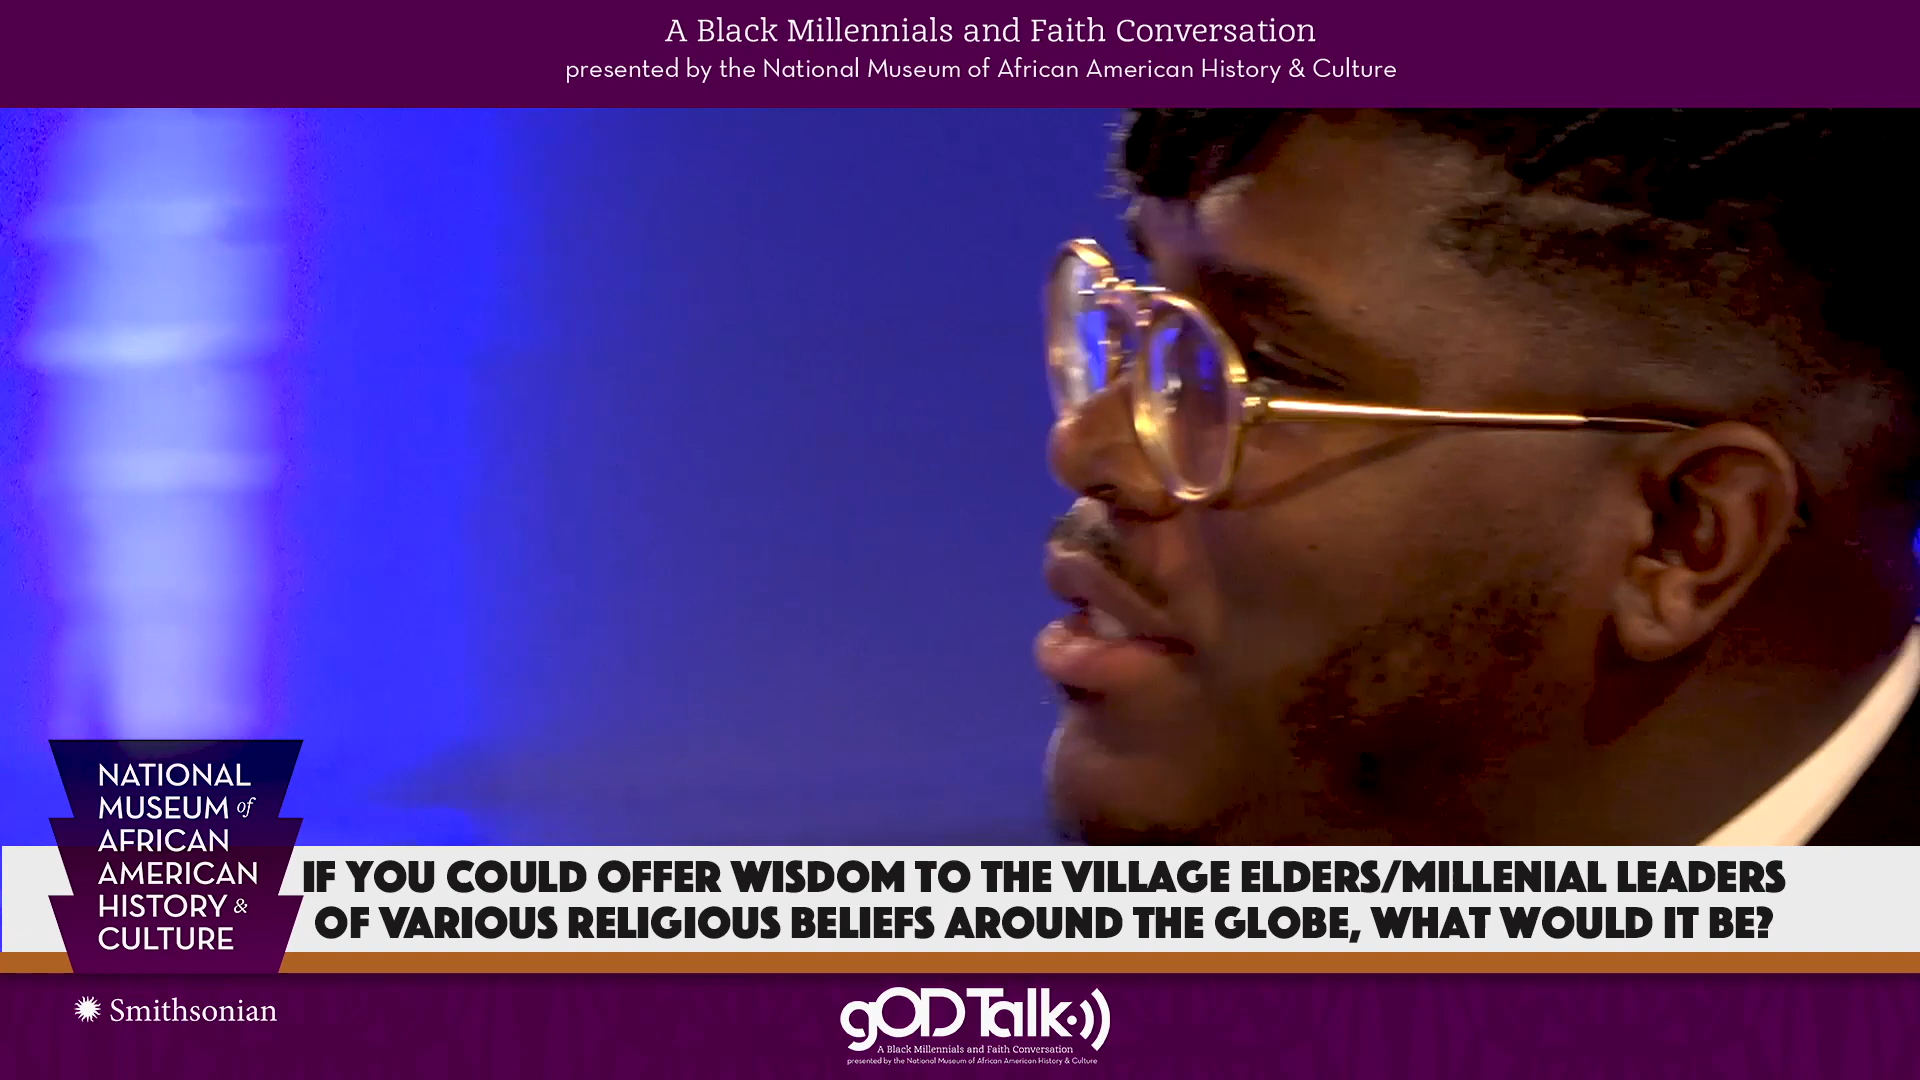 A Black Millennials and Faith Conversation
presented by the National Museum of African American History & Culture
NATIONAL
MUSEUM of
AFRICAN
AMERICAN
HISTORY &
CULTURE
IF YOU COULD OFFER WISDOM TO THE VILLAGE ELDERS/MILLENIAL LEADERS
OF VARIOUS RELIGIOUS BELIEFS AROUND THE GLOBE, WHAT WOULD IT BE?
Smithsonian
gODTalk
A Black Millennials and Faith Conversation
presented by the National Museum of African American History & Culture